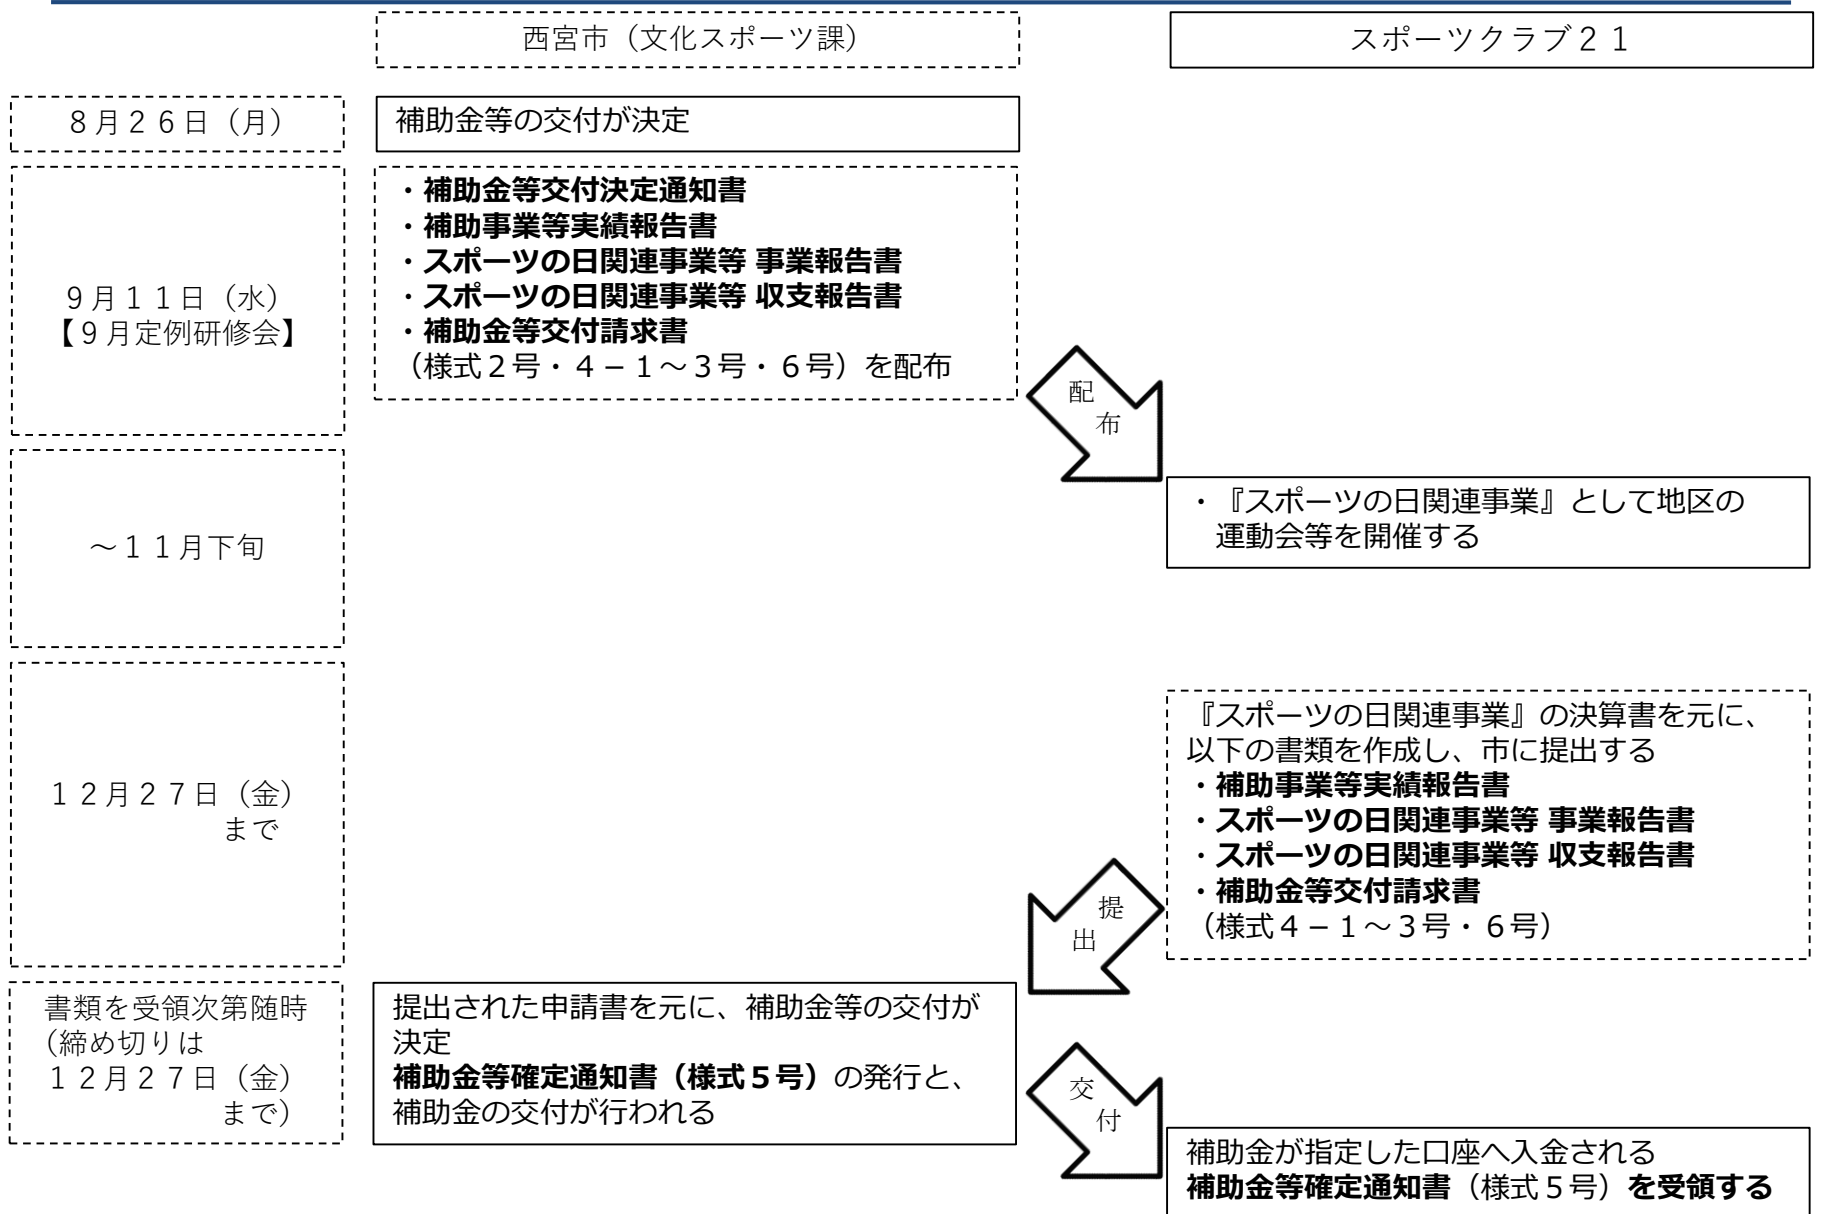 西宮市（文化スポーツ課）
スポーツクラブ２１
８月２６日（月）
補助金等の交付が決定
９月１１日（水）
【９月定例研修会】
・補助金等交付決定通知書
・補助事業等実績報告書
・スポーツの日関連事業等 事業報告書
・スポーツの日関連事業等 収支報告書
・補助金等交付請求書
（様式２号・４－１～３号・６号）を配布
配
布
～１１月下旬
・『スポーツの日関連事業』として地区の
運動会等を開催する
１２月２７日（金）
まで
『スポーツの日関連事業』の決算書を元に、
以下の書類を作成し、市に提出する
・補助事業等実績報告書
・スポーツの日関連事業等 事業報告書
・スポーツの日関連事業等 収支報告書
・補助金等交付請求書
（様式４－１～３号・６号）
提
出
書類を受領次第随時
（締め切りは
１２月２７日（金）
まで）
提出された申請書を元に、補助金等の交付が
決定
補助金等確定通知書（様式５号）の発行と、
補助金の交付が行われる
交
付
補助金が指定した口座へ入金される
補助金等確定通知書（様式５号）を受領する